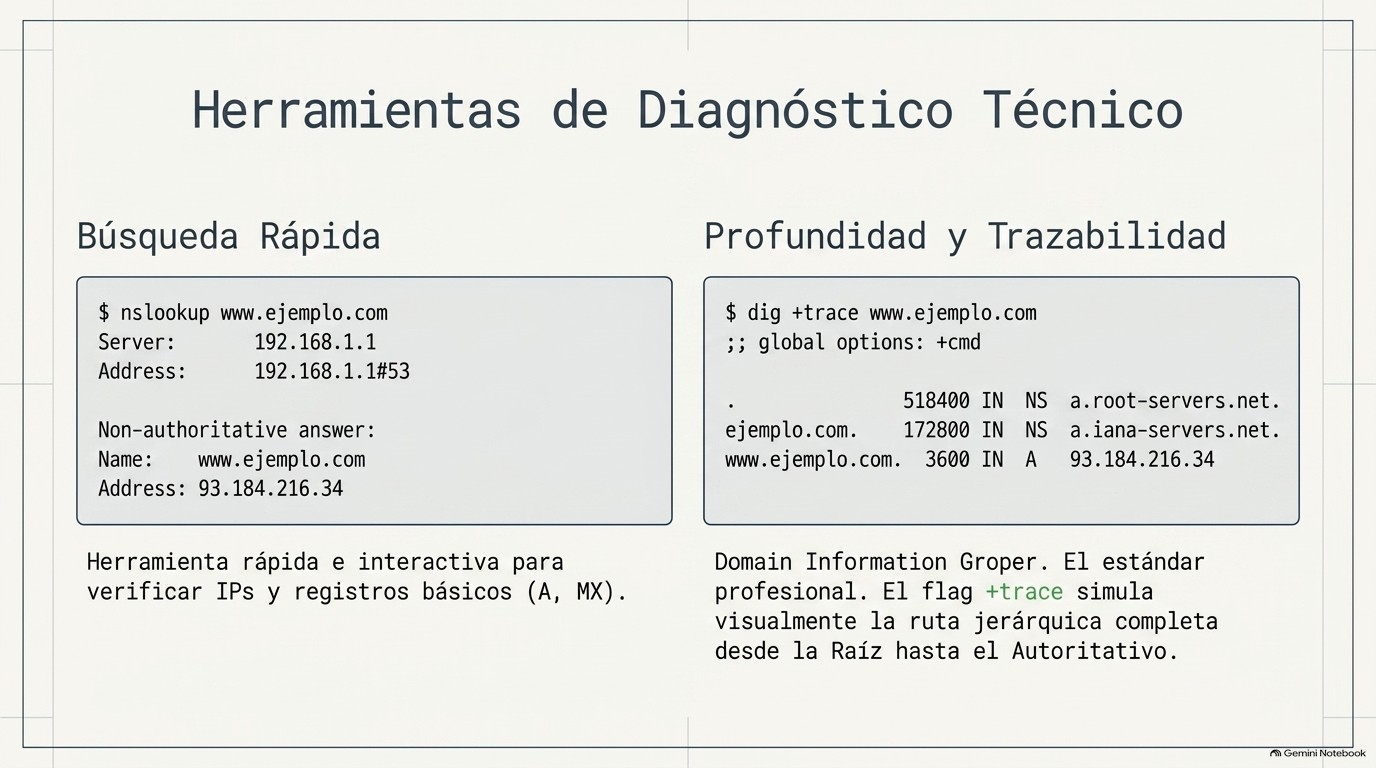 Herramientas de Diagnóstico Técnico
Búsqueda Rápida
$ nslookup www.ejemplo.com
Server:       192.168.1.1
Address:      192.168.1.1#53
Non-authoritative answer:
Name:    www.ejemplo.com
Address: 93.184.216.34
Herramienta rápida e interactiva para
verificar IPs y registros básicos (A, MX).
Profundidad y Trazabilidad
$ dig +trace www.ejemplo.com
;; global options: +cmd
.               518400 IN  NS  a.root-servers.net.
ejemplo.com.    172800 IN  NS  a.iana-servers.net.
www.ejemplo.com.  3600 IN  A   93.184.216.34
Domain Information Groper. El estándar
profesional. El flag +trace simula
visualmente la ruta jerárquica completa
desde la Raíz hasta el Autoritativo.
Gemini Notebook